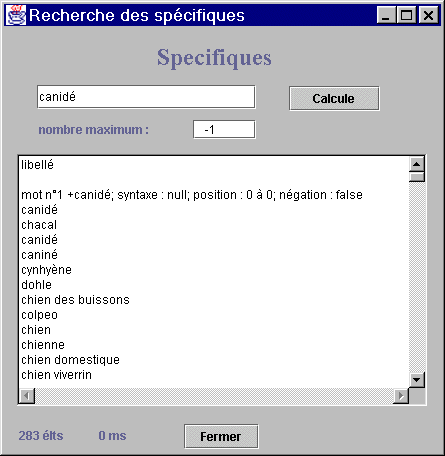 Recherche des spécifiques
Specifiques
canidé
Calcule
nombre maximum :
-1
libellé
mot n°1 +canidé; syntaxe : null; position : 0 à 0; négation : false
canidé
chacal
canidé
caniné
cynhyène
dohle
chien des buissons
colpeo
chien
chienne
chien domestique
chien viverrin
283 élts
0 ms
Fermer